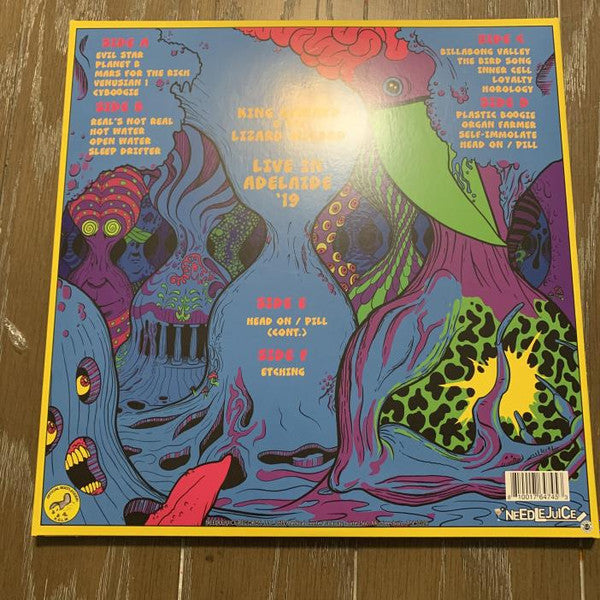 SIDE A
EVIL STAR
PLANET B
MARS FOR THE RICH
VENUSIAN 1
CYBOOGIE
SIDE B
REAL'S NOT REAL
HOT WATER
OPEN WATER
SLEEP DRIFTER
KING
LIZARD
LIVE IN
ADELAIDE
'19
SIDE C
BILLABONG VALLEY
THE BIRD SONG
INNER CELL
LOYALTY
HOROLOGY
SIDE D
PLASTIC BOOGIE
ORGAN FARMER
SELF-IMMOLATE
HEAD ON / PILL
SIDE E
HEAD ON / PILL
(CONT.)
SIDE F
ETCHING
NEEDLEJUICE